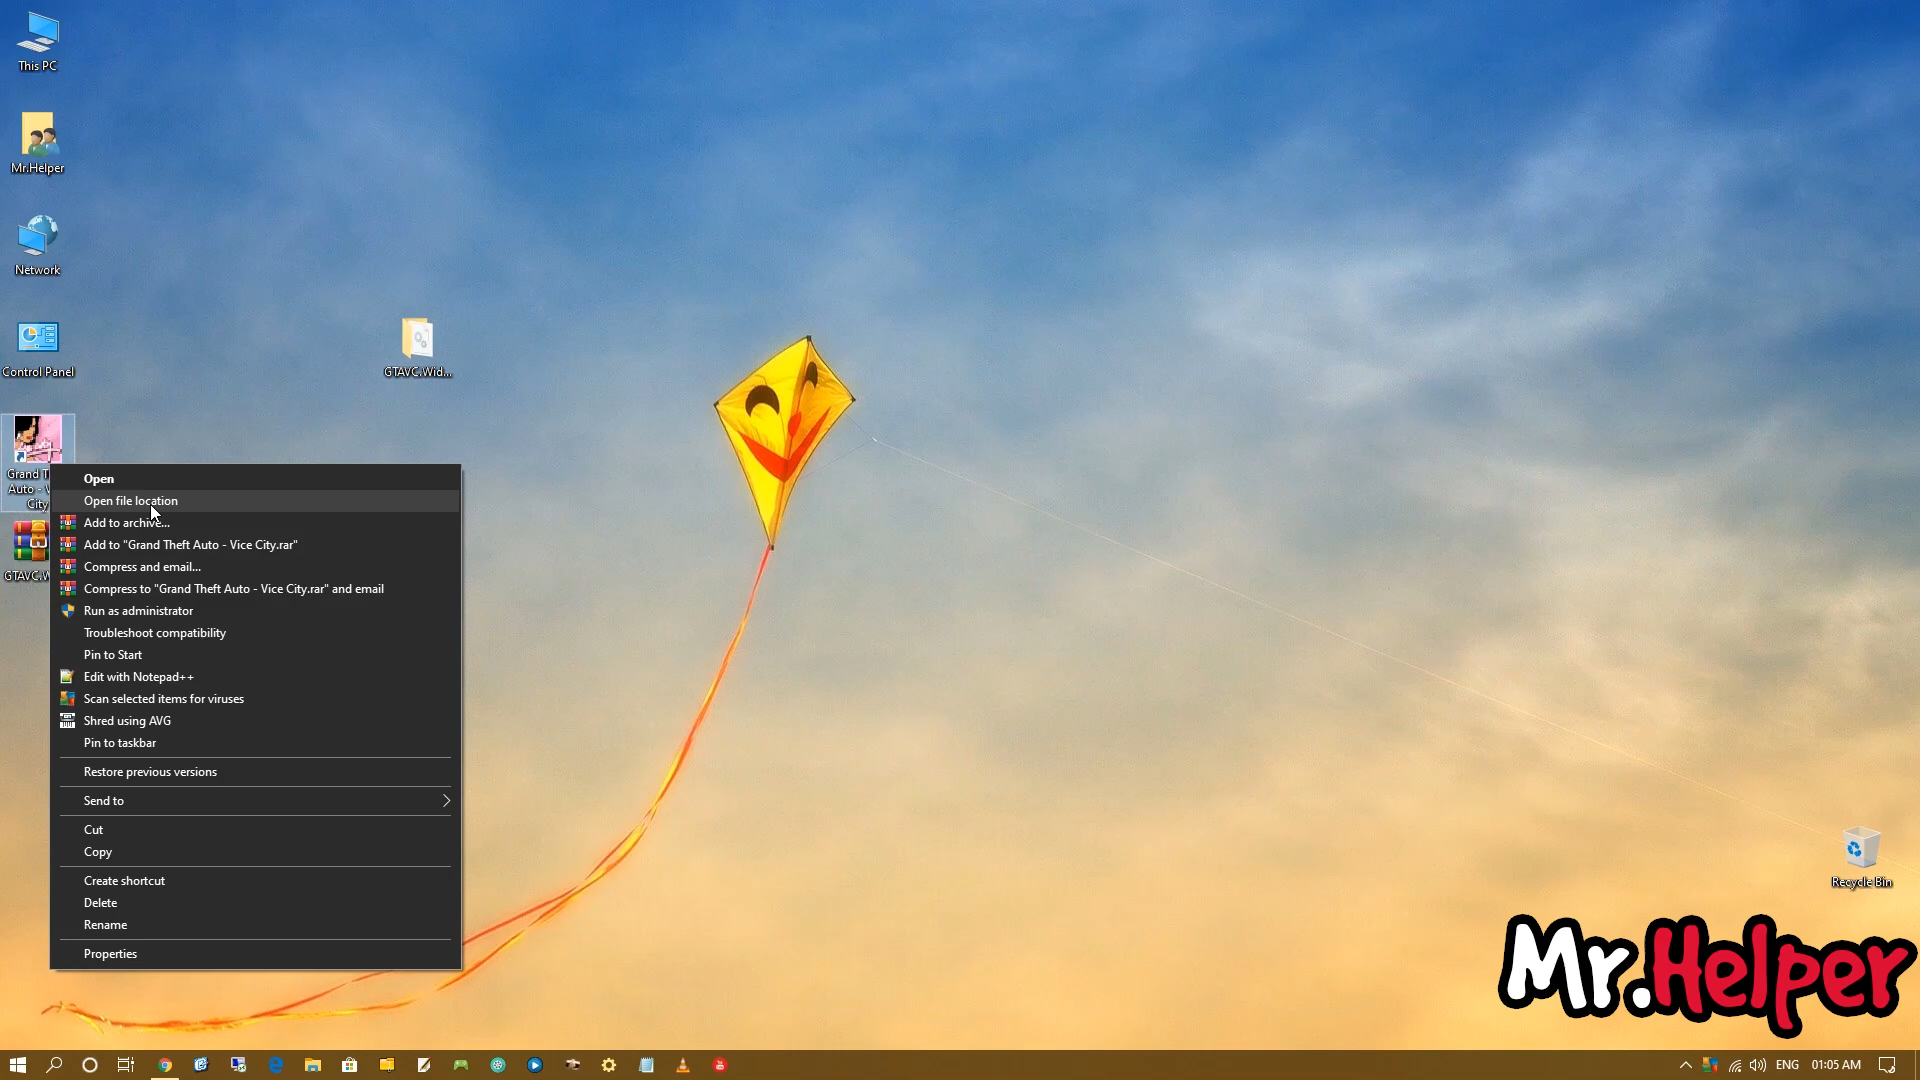 This PC
Mr.Helper
Network
Control Panel
GTAVC.Wid...
Grand T
Auto - V
City
GTAVC.W
Open
Open file location
Add to archive...
Add to "Grand Theft Auto - Vice City.rar"
Compress and email...
Compress to "Grand Theft Auto - Vice City.rar" and email
Run as administrator
Troubleshoot compatibility
Pin to Start
Edit with Notepad++
Scan selected items for viruses
Shred using AVG
Pin to taskbar
Restore previous versions
Send to
Cut
Copy
Create shortcut
Delete
Rename
Properties
Recycle Bin
Mr.Helper
ENG
01:05 AM